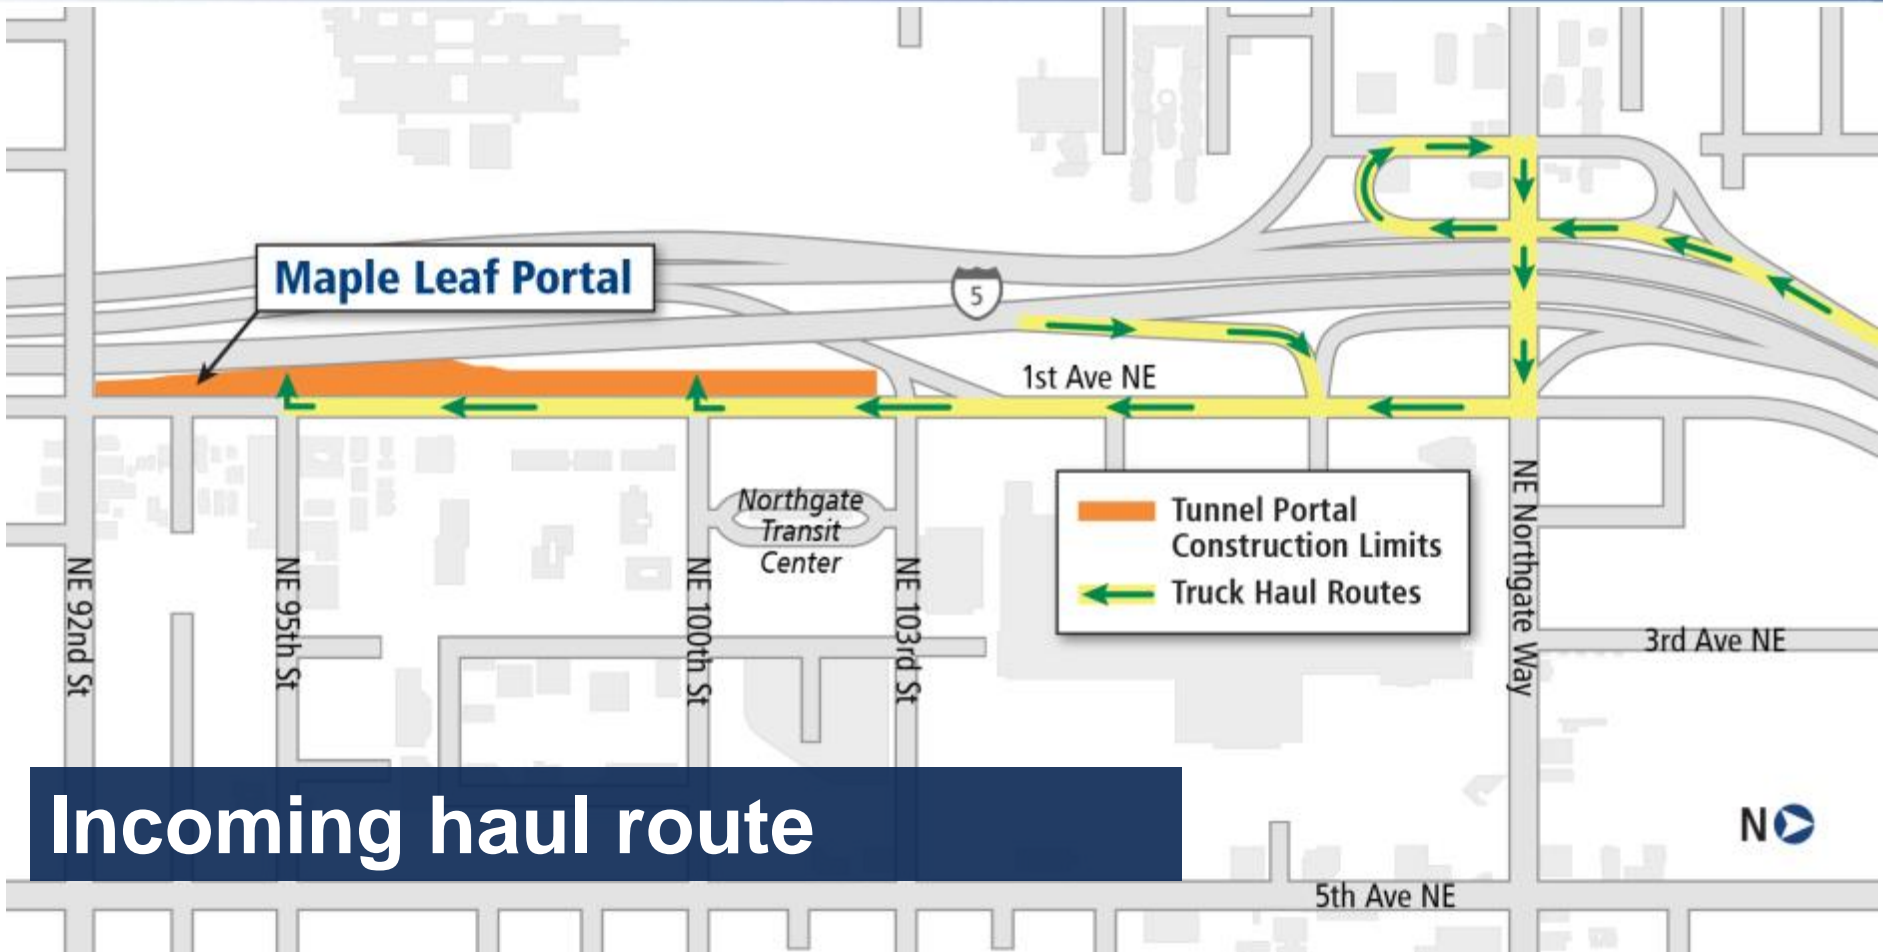 Maple Leaf Portal
5
1st Ave NE
Northgate
Transit
Center
Tunnel Portal
Construction Limits
Truck Haul Routes
NE 92nd St
NE 95th St
NE 100th St
NE 103rd St
NE Northgate Way
3rd Ave NE
Incoming haul route
N
5th Ave NE